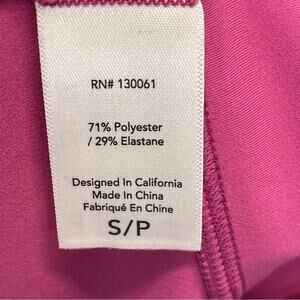 RN# 130061
71% Polyester
/ 29% Elastane
Designed In California
Made In China
Fabriqué En Chine
S/P